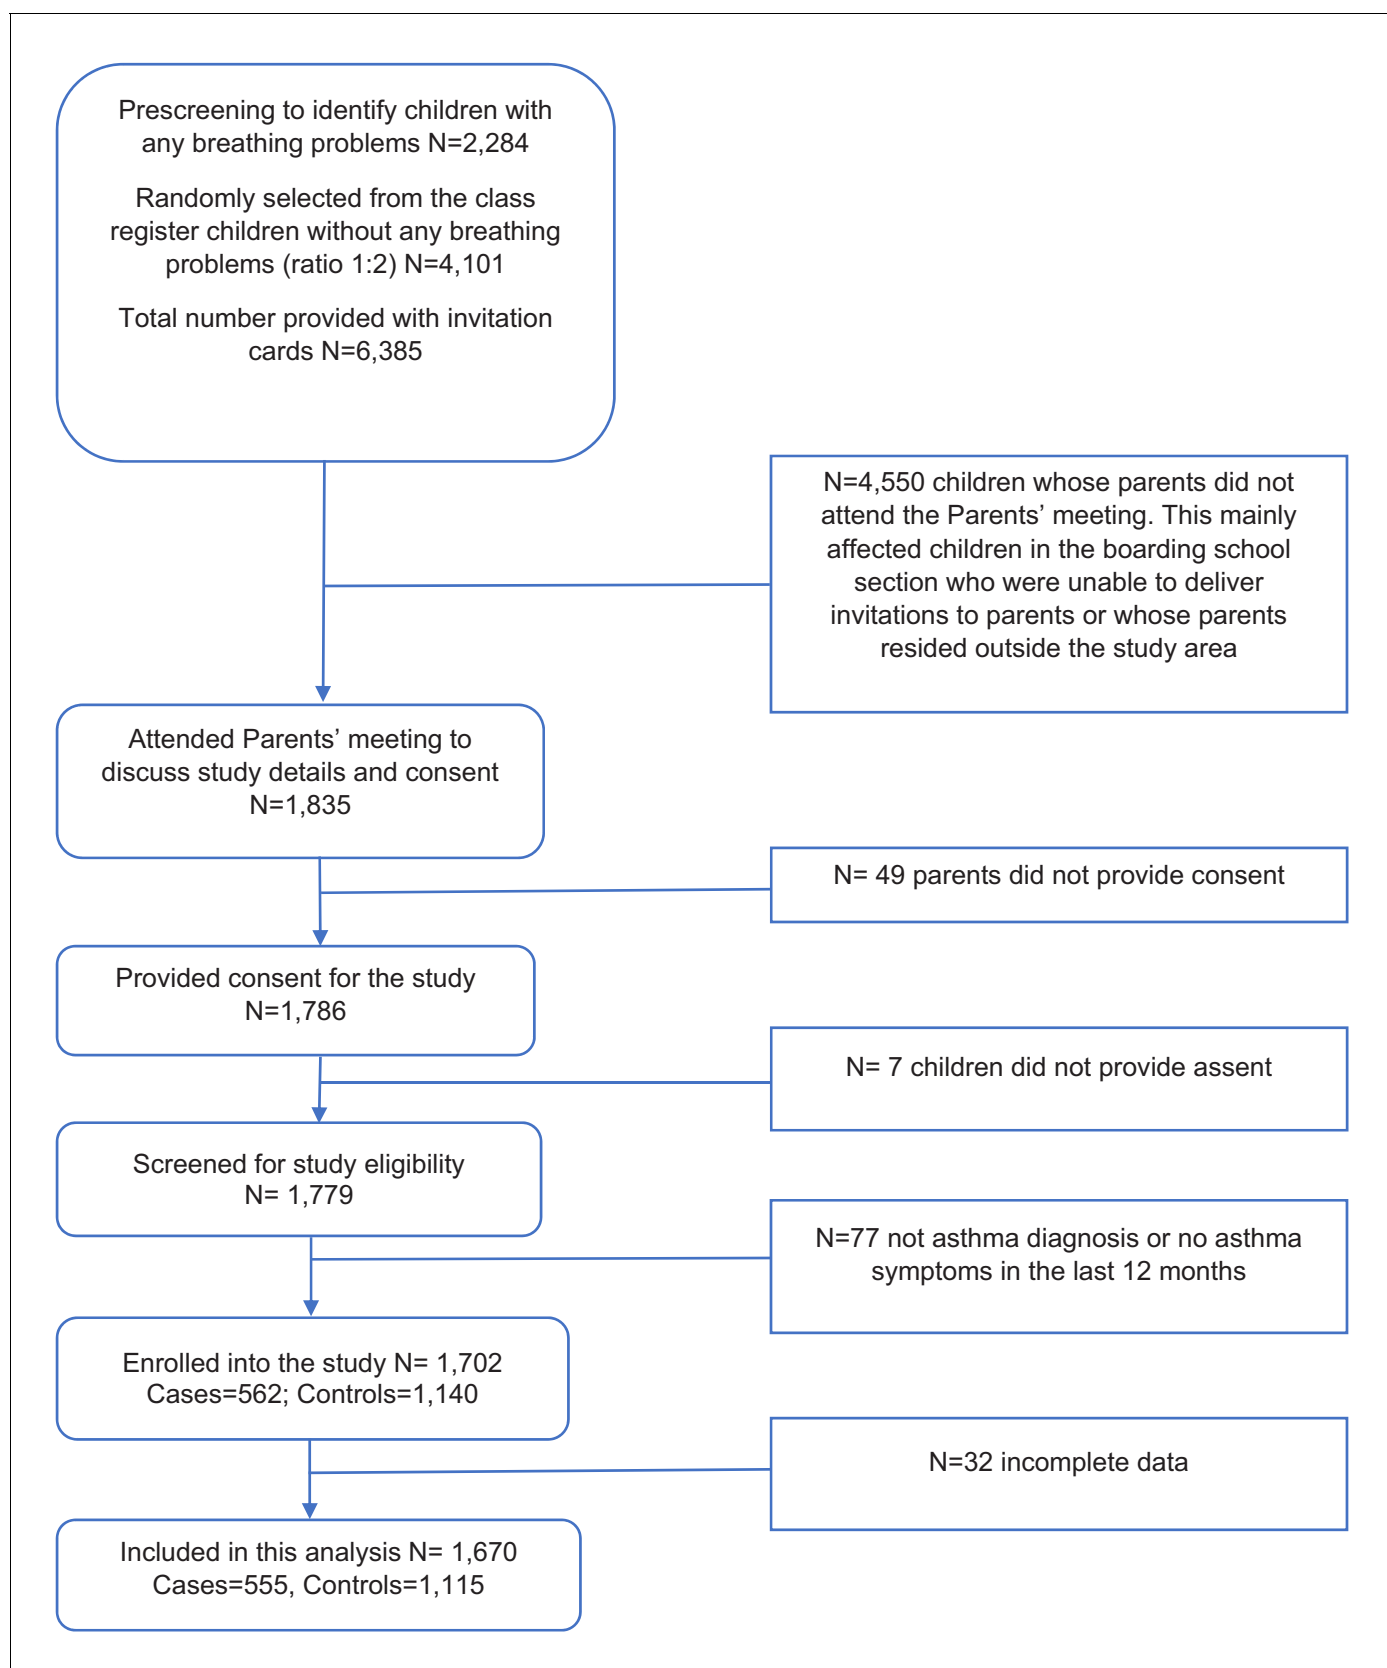 Prescreening to identify children with
any breathing problems N=2,284
Randomly selected from the class
register children without any breathing
problems (ratio 1:2) N=4,101
Total number provided with invitation
cards N=6,385
N=4,550 children whose parents did not
attend the Parents’ meeting. This mainly
affected children in the boarding school
section who were unable to deliver
invitations to parents or whose parents
resided outside the study area
Attended Parents’ meeting to
discuss study details and consent
N=1,835
N= 49 parents did not provide consent
Provided consent for the study
N=1,786
N= 7 children did not provide assent
Screened for study eligibility
N= 1,779
N=77 not asthma diagnosis or no asthma
symptoms in the last 12 months
Enrolled into the study N= 1,702
Cases=562; Controls=1,140
N=32 incomplete data
Included in this analysis N= 1,670
Cases=555, Controls=1,115